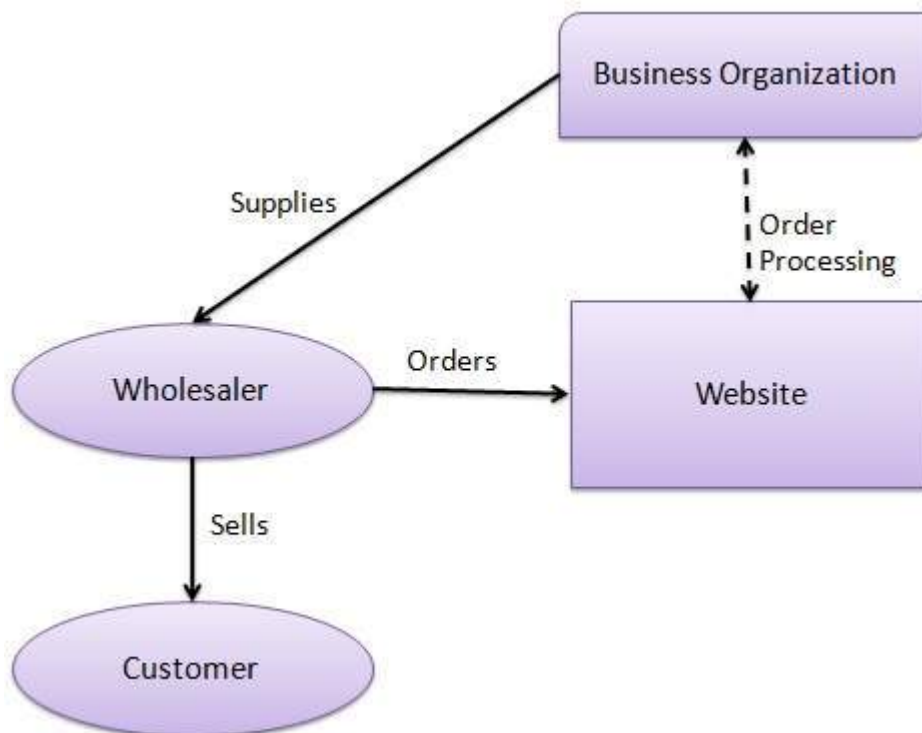 Business Organization
Supplies
Order
Processing
Orders
Wholesaler
Website
Sells
Customer